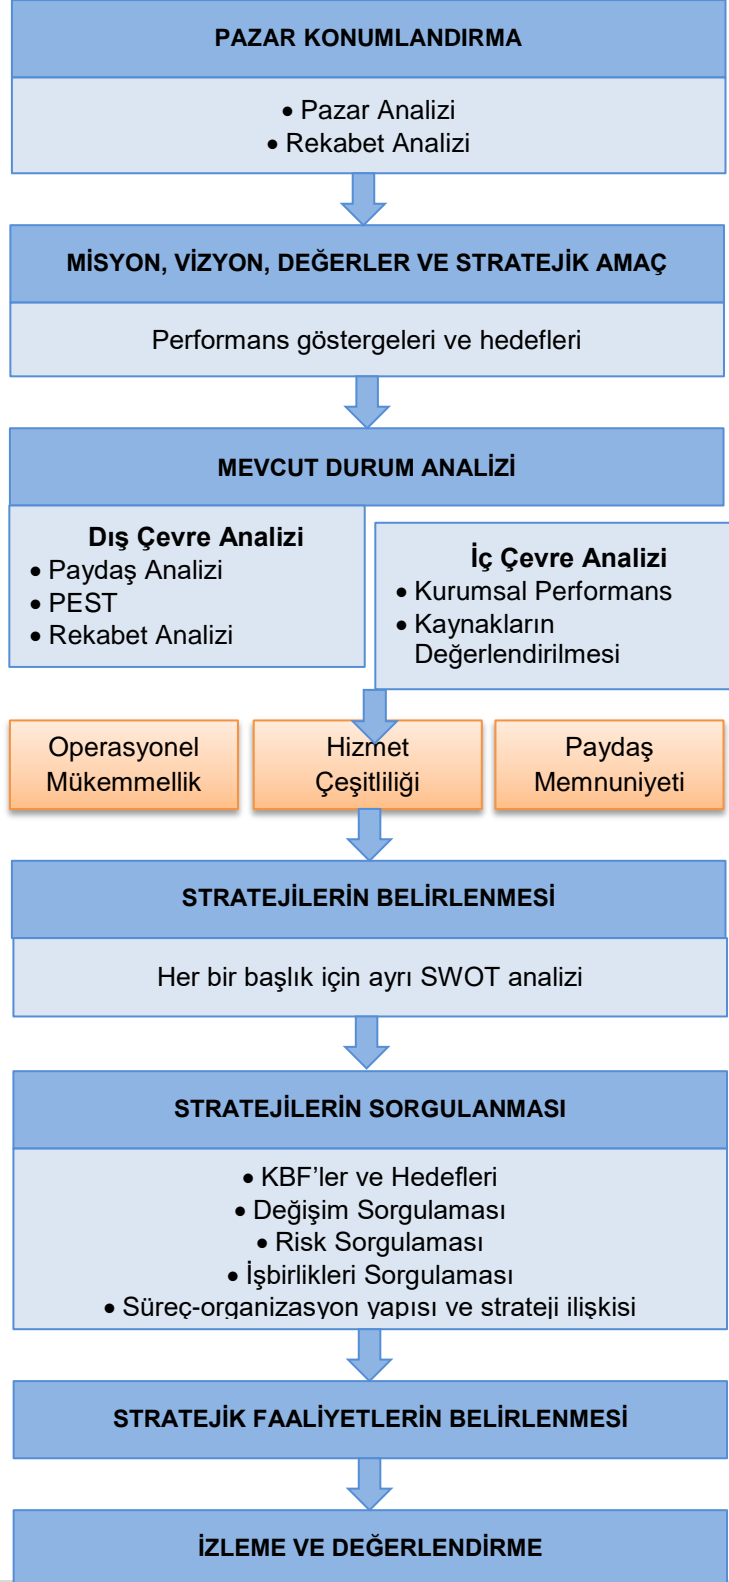 PAZAR KONUMLANDIRMA
• Pazar Analizi
• Rekabet Analizi
MİSYON, VİZYON, DEĞERLER VE STRATEJİK AMAÇ
Performans göstergeleri ve hedefleri
MEVCUT DURUM ANALİZİ
Dış Çevre Analizi
• Paydaş Analizi
• PEST
• Rekabet Analizi
İç Çevre Analizi
• Kurumsal Performans
• Kaynakların
Değerlendirilmesi
Operasyonel
Mükemmellik
Hizmet
Çeşitliliği
Paydaş
Memnuniyeti
STRATEJİLERİN BELİRLENMESİ
Her bir başlık için ayrı SWOT analizi
STRATEJİLERİN SORGULANMASI
• KBF’ler ve Hedefleri
• Değişim Sorgulaması
• Risk Sorgulaması
• İşbirlikleri Sorgulaması
• Süreç-organizasyon yapısı ve strateji ilişkisi
STRATEJİK FAALİYETLERİN BELİRLENMESİ
İZLEME VE DEĞERLENDİRME